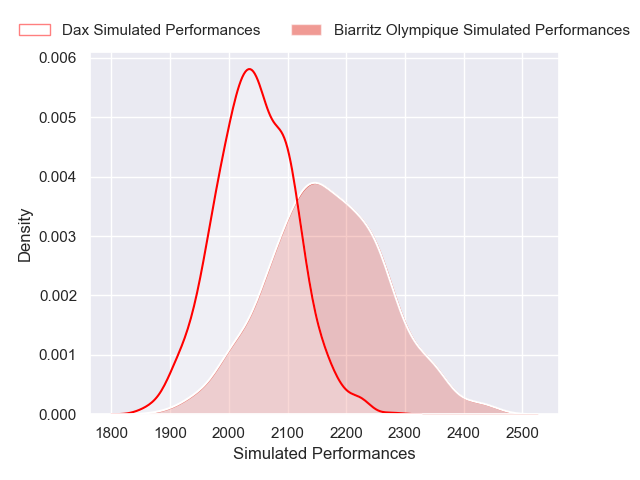 Dax Simulated Performances
Biarritz Olympique Simulated Performances
0.006
0.005
0.004
0.003
0.002
0.001
0.000
Density
1800 1900 2000 2100 2200 2300 2400 2500
Simulated Performances